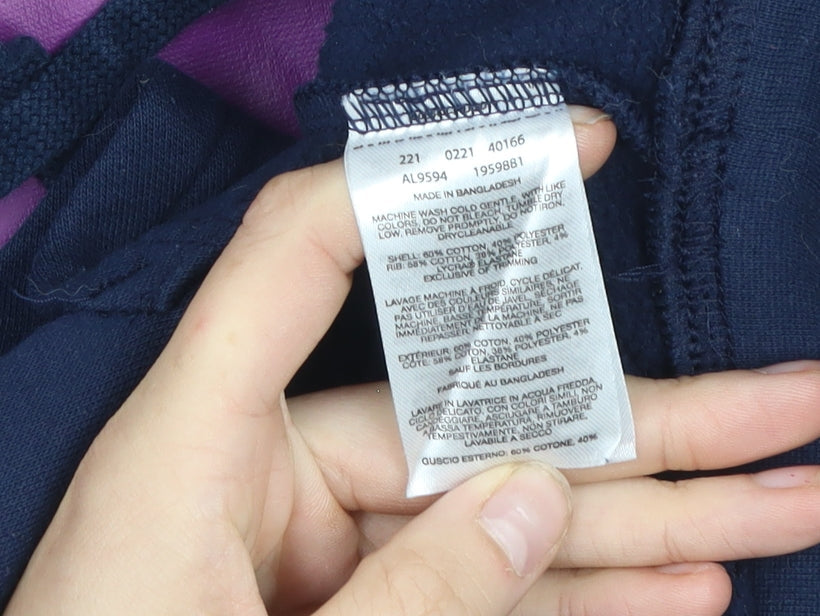 221 0221 40166
AL9594 1959881
MADE IN BANGLADESH
MACHINE WASH COLD GENTLE, WITH LIKE
COLORS, DO NOT BLEACH, TUMBLE DRY
LOW, REMOVE PROMPTLY, DO NOT IRON,
DRYCLEANABLE
SHELL: 60% COTTON, 40% POLYESTER
RIB: 58% COTTON, 38% POLYESTER, 4%
LYCRA® ELASTANE
EXCLUSIVE OF TRIMMING
LAVAGE MACHINE À FROID, CYCLE DÉLICAT,
AVEC DES COULEURS SIMILAIRES, NE
PAS UTILISER D'EAU DE JAVEL, SÉCHAGE
MACHINE BASSE TEMPÉRATURE, SORTIR
IMMÉDIATEMENT DE LA MACHINE, NE PAS
REPASSER, NETTOYABLE À SEC
EXTÉRIEUR: 60% COTON, 40% POLYESTER
CÔTE: 58% COTON, 38% POLYESTER, 4%
ELASTANE
SAUF LES BORDURES
FABRIQUÉ AU BANGLADESH
LAVARE IN LAVATRICE IN ACQUA FREDDA,
CICLO DELICATO, CON COLORI SIMILI, NON
CANDEGGIARE, ASCIUGARE A TAMBURO
A BASSA TEMPERATURA, RIMUOVERE
TEMPESTIVAMENTE, NON STIRARE,
LAVABILE A SECCO
GUSCIO ESTERNO: 60% COTONE, 40%